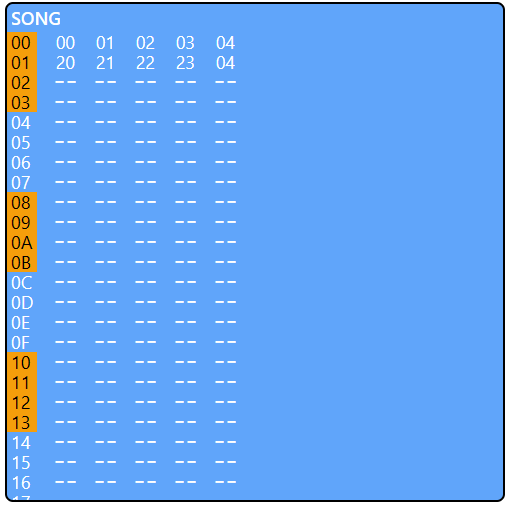 SONG
00 00 01 02 03 04
01 20 21 22 23 04
02 -- -- -- -- --
03 -- -- -- -- --
04 -- -- -- -- --
05 -- -- -- -- --
06 -- -- -- -- --
07 -- -- -- -- --
08 -- -- -- -- --
09 -- -- -- -- --
0A -- -- -- -- --
0B -- -- -- -- --
0C -- -- -- -- --
0D -- -- -- -- --
0E -- -- -- -- --
0F -- -- -- -- --
10 -- -- -- -- --
11 -- -- -- -- --
12 -- -- -- -- --
13 -- -- -- -- --
14 -- -- -- -- --
15 -- -- -- -- --
16 -- -- -- -- --